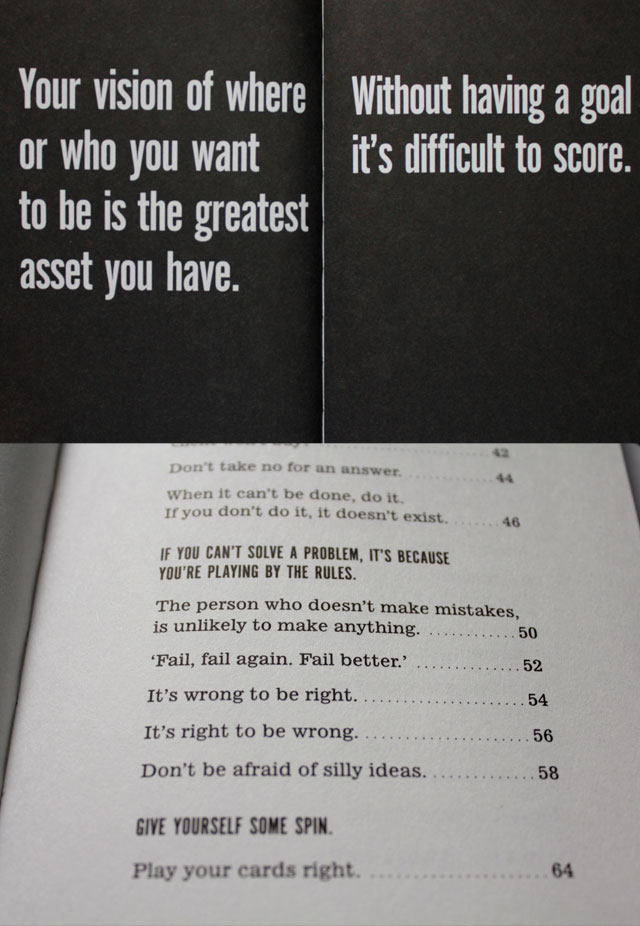 Your vision of where
or who you want
to be is the greatest
asset you have.
Without having a goal
it's difficult to score.
42
Don't take no for an answer. 44
When it can't be done, do it.
If you don't do it, it doesn't exist. ....... 46
IF YOU CAN'T SOLVE A PROBLEM, IT'S BECAUSE
YOU'RE PLAYING BY THE RULES.
The person who doesn't make mistakes,
is unlikely to make anything. ............ 50
'Fail, fail again. Fail better.' .............. 52
It's wrong to be right. ..................... 54
It's right to be wrong. ..................... 56
Don't be afraid of silly ideas. ............. 58
GIVE YOURSELF SOME SPIN.
Play your cards right. ...................... 64